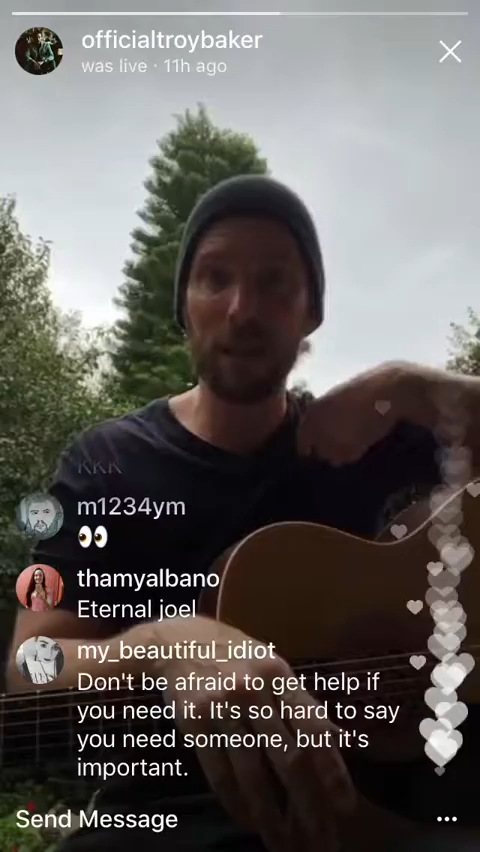 officialtroybaker
was live · 11h ago
KKK
m1234ym
👀
thamyalbano
Eternal joel
my_beautiful_idiot
Don't be afraid to get help if
you need it. It's so hard to say
you need someone, but it's
important.
Send Message